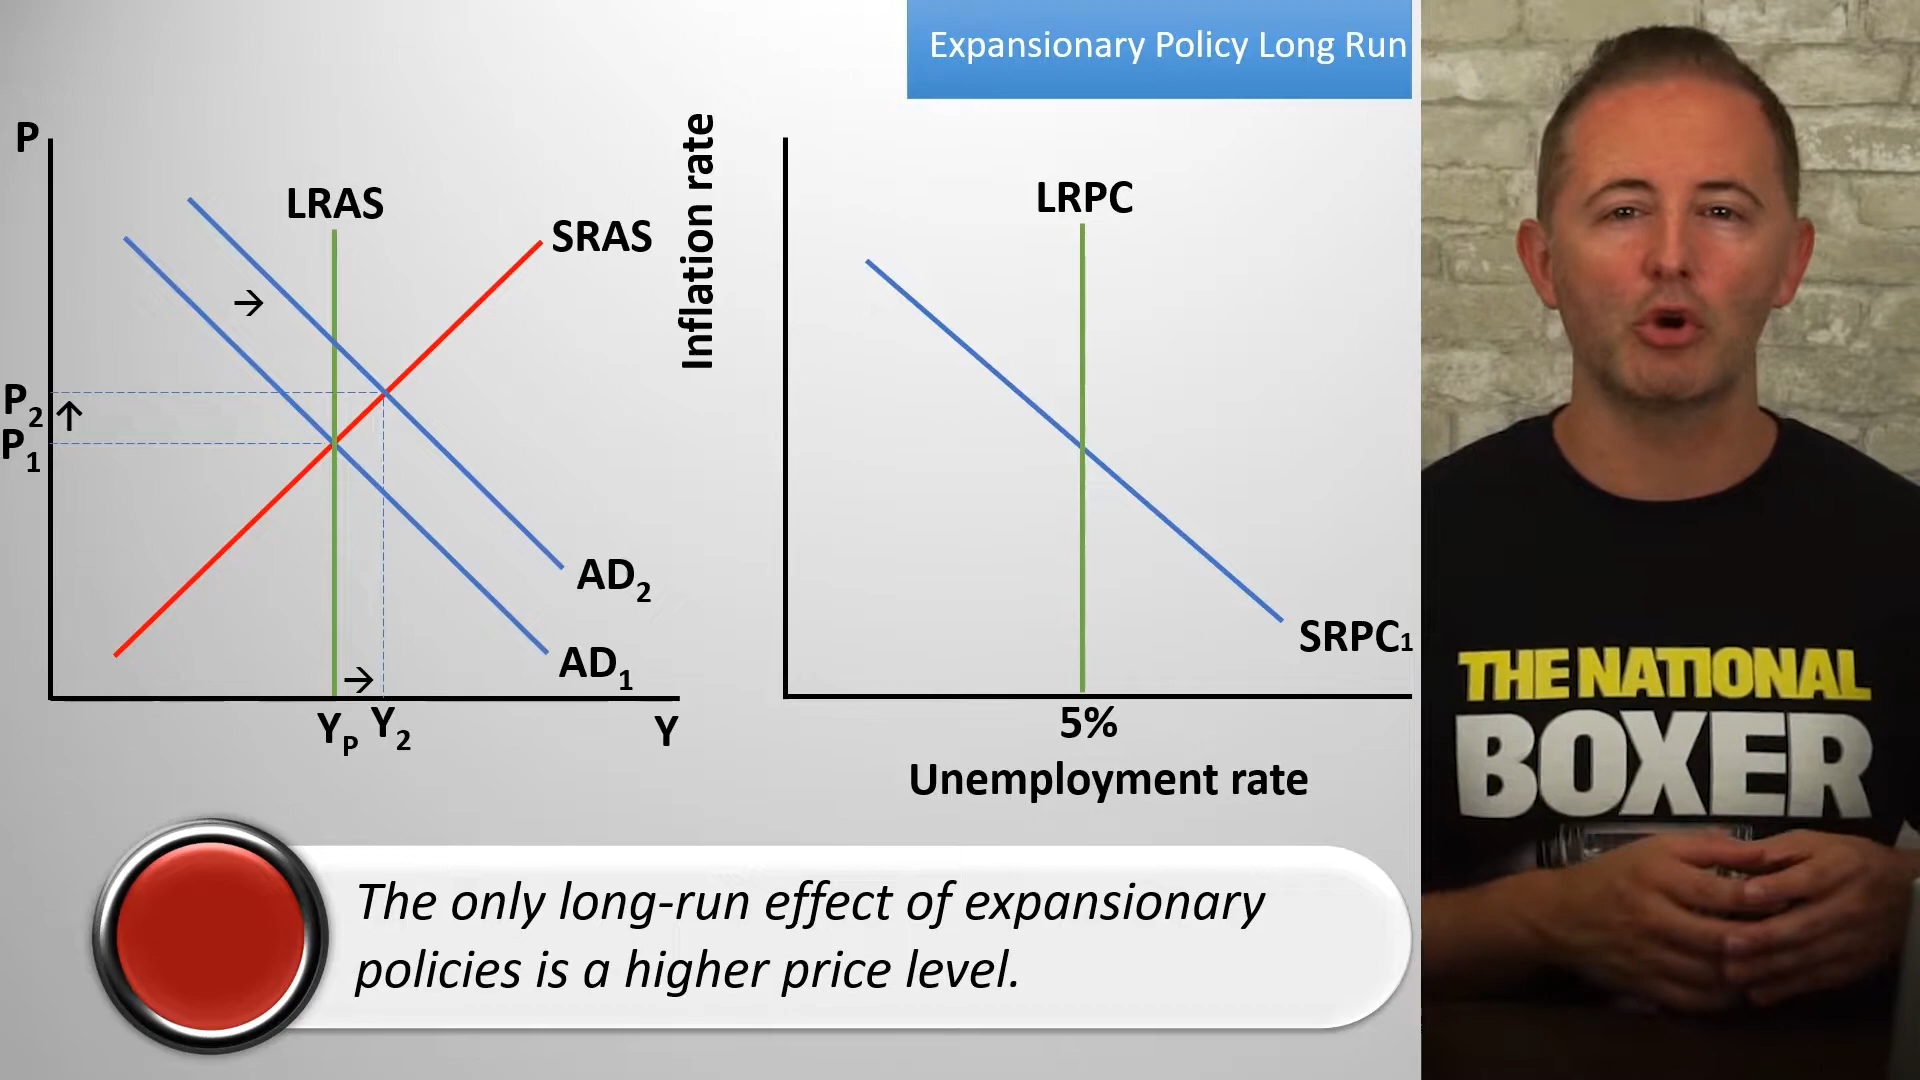 Expansionary Policy Long Run
P
LRAS
SRAS
P₂
P₁
AD₂
AD₁
Yₚ
Y₂
Y
Inflation rate
LRPC
SRPC₁
5%
Unemployment rate
The only long-run effect of expansionary
policies is a higher price level.
THE NATIONAL
BOXER